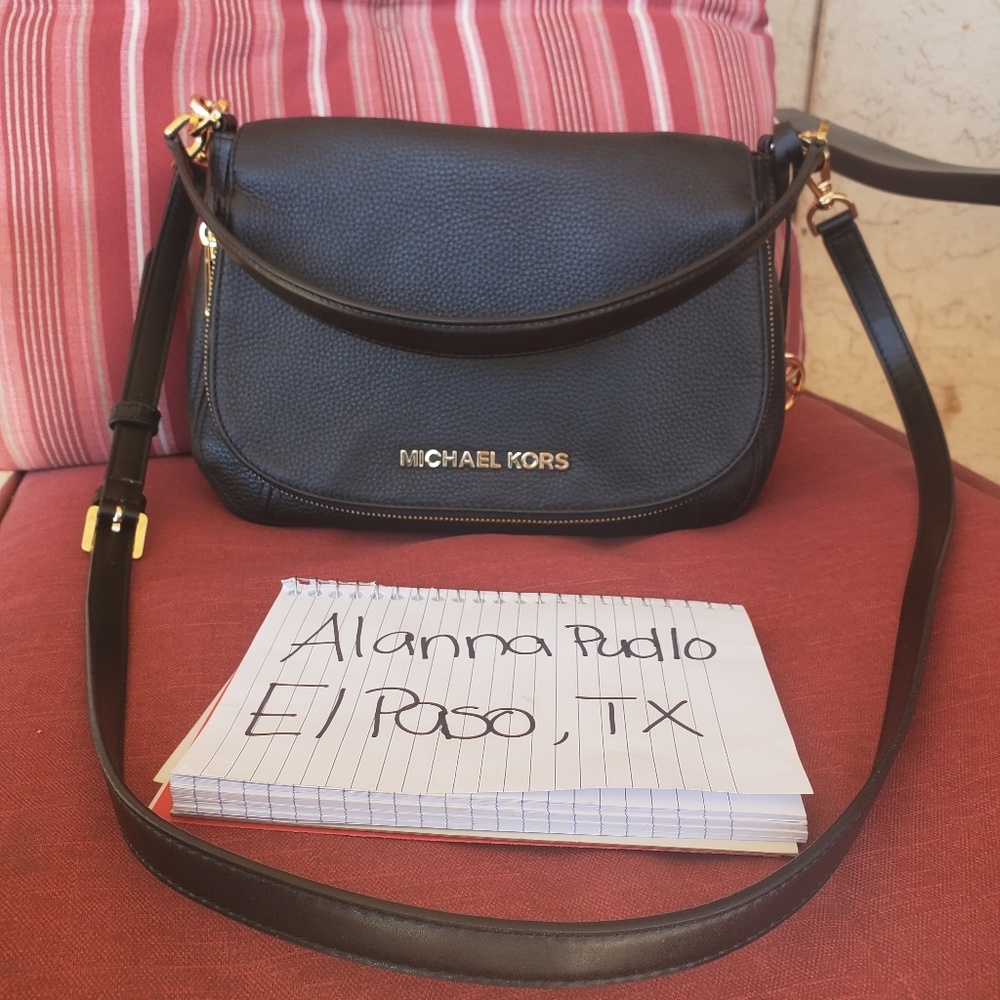 MICHAEL KORS
Alanna Pudlo
El Paso, TX